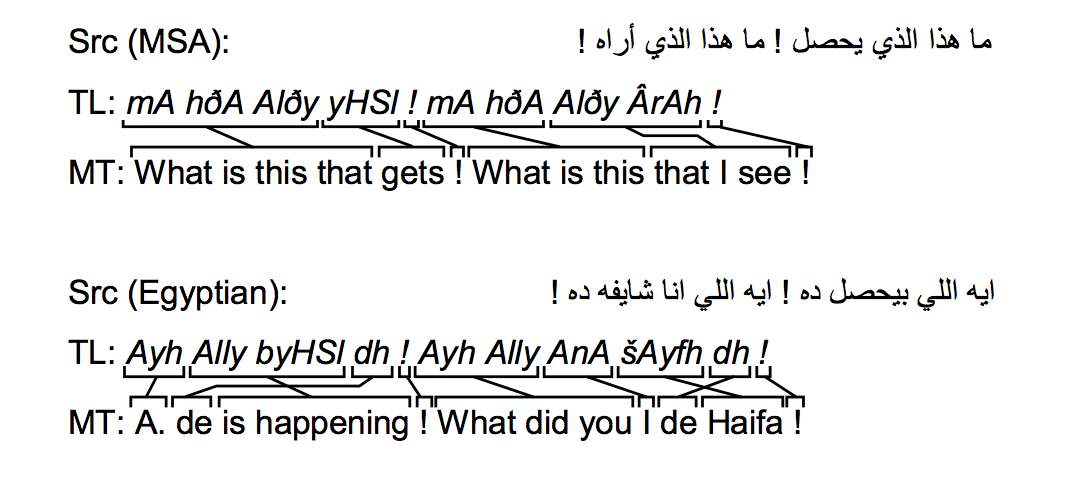 Src (MSA): ما هذا الذي يحصل ! ما هذا الذي أراه !
TL: mA hðA Alðy yHSl ! mA hðA Alðy ÂrAh !
MT: What is this that gets ! What is this that I see !
Src (Egyptian): ايه اللي بيحصل ده ! ايه اللي انا شايفه ده !
TL: Ayh Ally byHSl dh ! Ayh Ally AnA šAyfh dh !
MT: A. de is happening ! What did you I de Haifa !